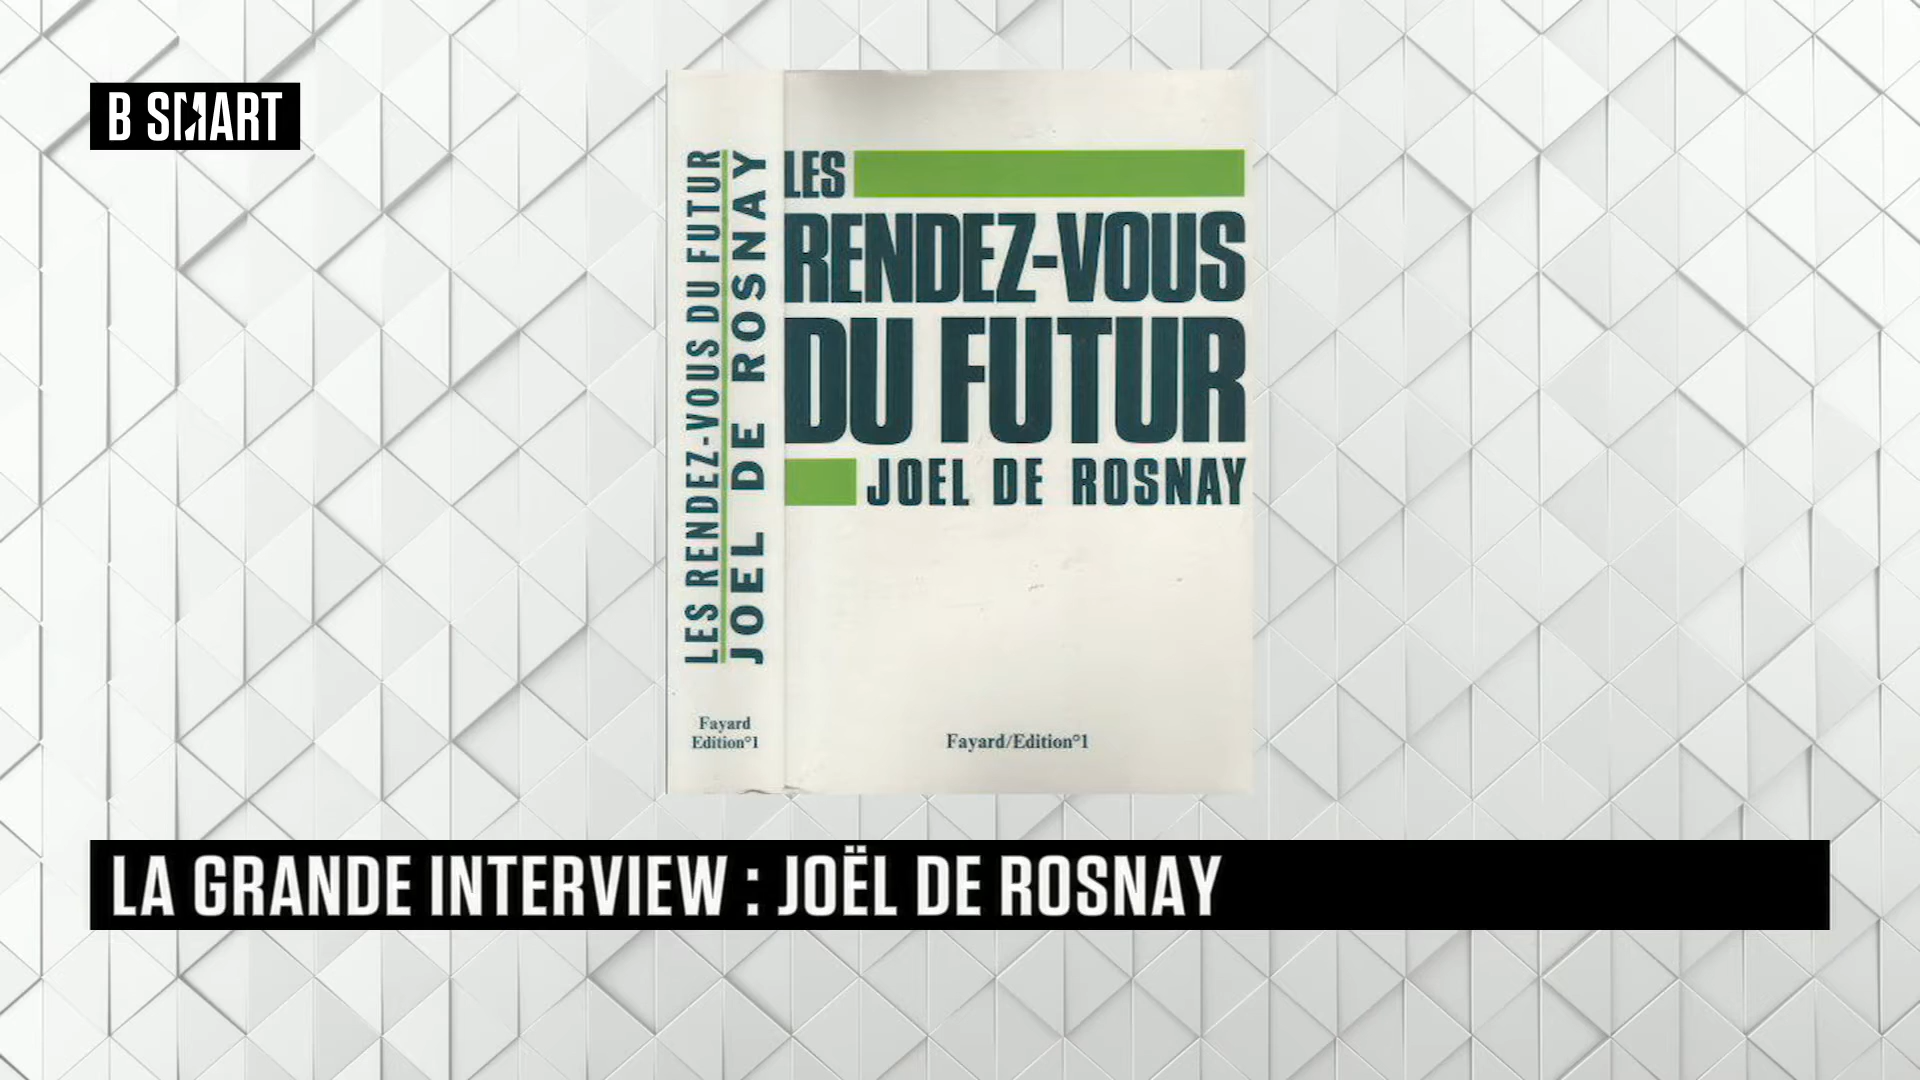 B SMART
LES RENDEZ-VOUS DU FUTUR
JOEL DE ROSNAY
Fayard
Edition°1
LES
RENDEZ-VOUS
DU FUTUR
JOEL DE ROSNAY
Fayard/Edition°1
LA GRANDE INTERVIEW : JOËL DE ROSNAY